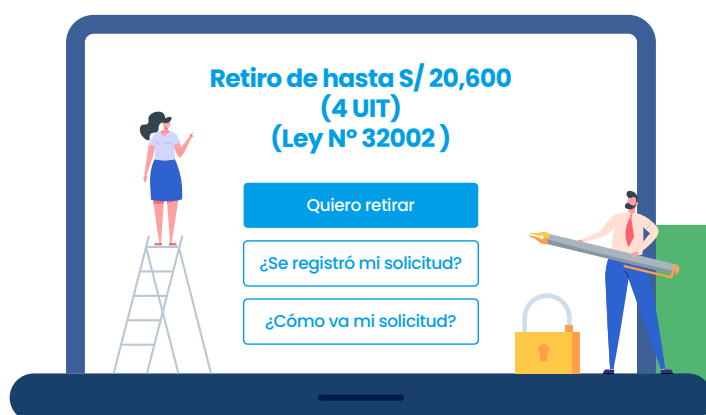 Retiro de hasta S/ 20,600
(4 UIT)
(Ley Nº 32002 )
Quiero retirar
¿Se registró mi solicitud?
¿Cómo va mi solicitud?